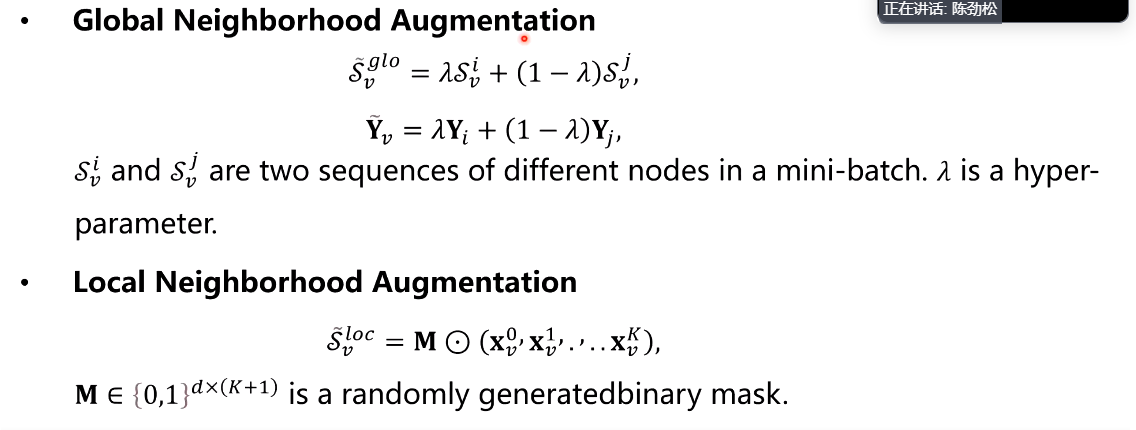 正在讲话: 陈劲松
• Global Neighborhood Augmentation
S̃_v^{glo} = λS_v^i + (1 − λ)S_v^j,
Ỹ_v = λY_i + (1 − λ)Y_j,
S_v^i and S_v^j are two sequences of different nodes in a mini-batch. λ is a hyper-
parameter.
• Local Neighborhood Augmentation
S̃_v^{loc} = M ⊙ (x_v^0, x_v^1, . , . . x_v^K),
M ∈ {0,1}^{d×(K+1)} is a randomly generatedbinary mask.